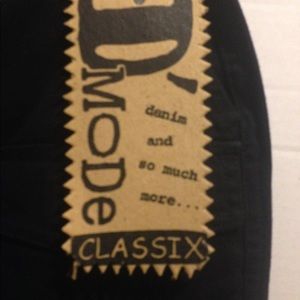 D'
MODe
denim
and
so much
more...
CLASSIX